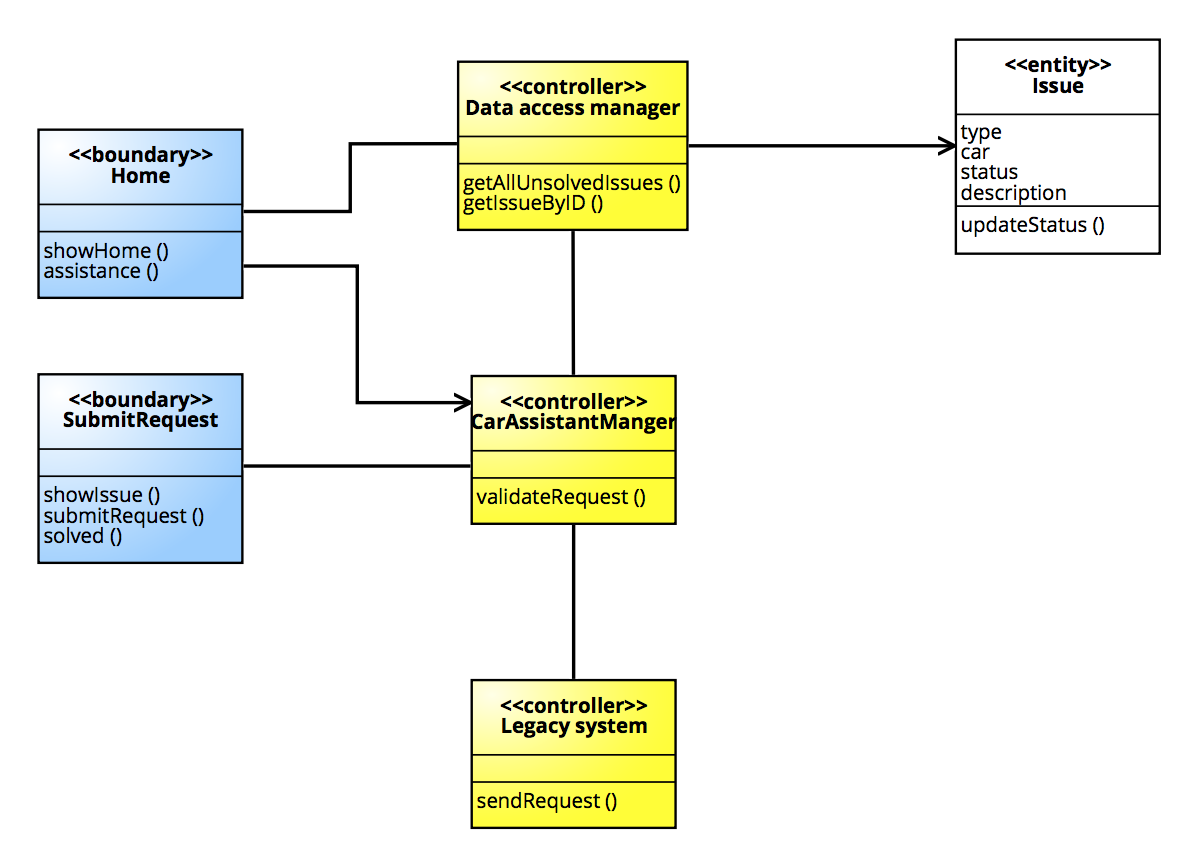 <<boundary>>
Home
showHome ()
assistance ()
<<controller>>
Data access manager
getAllUnsolvedIssues ()
getIssueByID ()
<<entity>>
Issue
type
car
status
description
updateStatus ()
<<boundary>>
SubmitRequest
showIssue ()
submitRequest ()
solved ()
<<controller>>
CarAssistantManger
validateRequest ()
<<controller>>
Legacy system
sendRequest ()